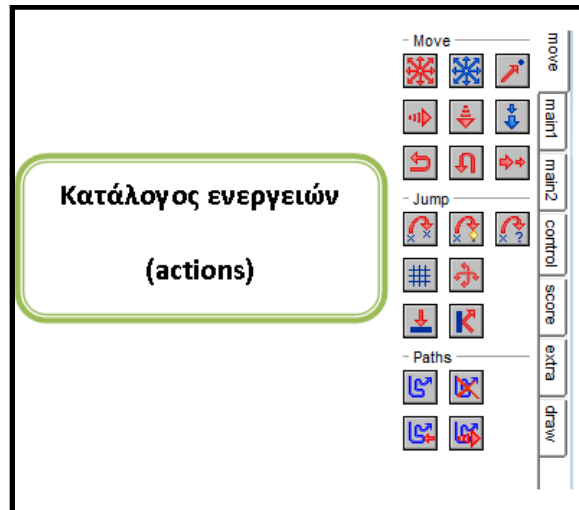 Κατάλογος ενεργειών
(actions)
Move
Jump
Paths
move
main1
main2
control
score
extra
draw